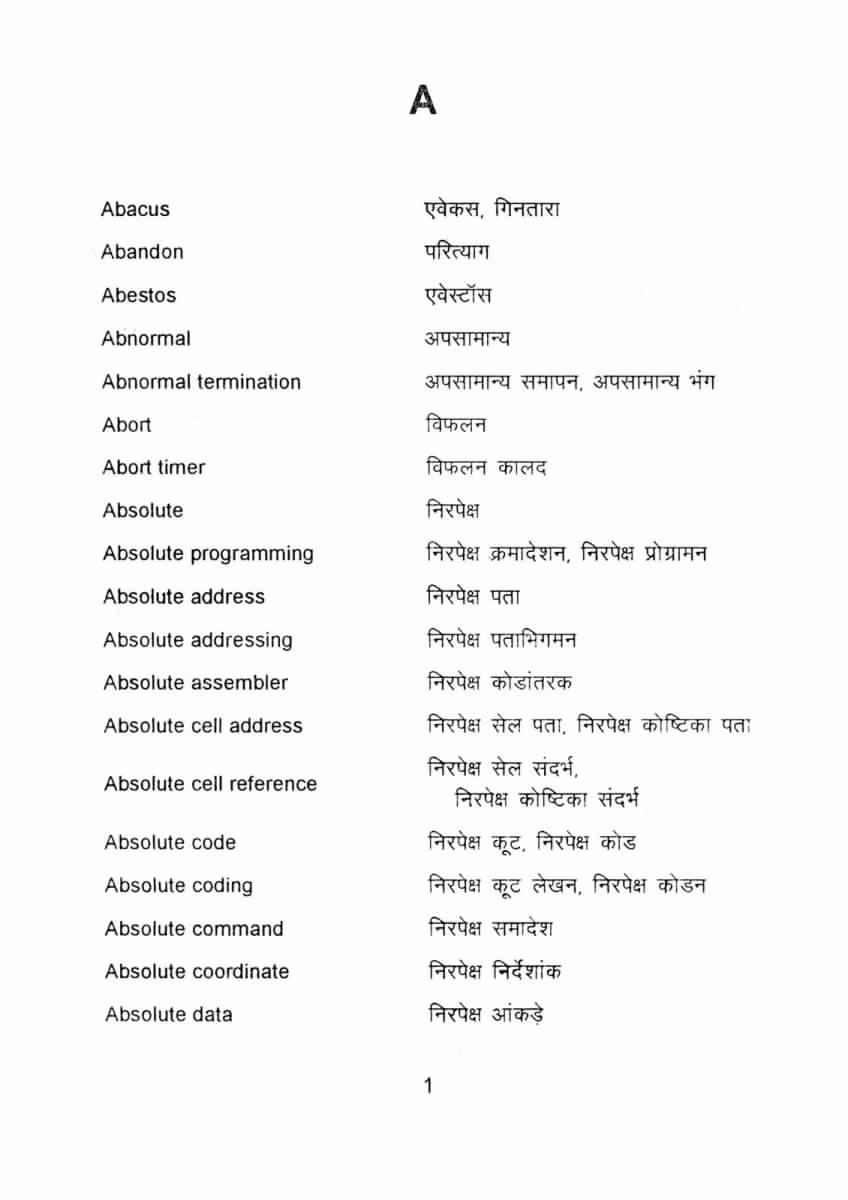 A
Abacus एवेकस, गिनतारा
Abandon परित्याग
Abestos एवेस्टॉस
Abnormal अपसामान्य
Abnormal termination अपसामान्य समापन, अपसामान्य भंग
Abort विफलन
Abort timer विफलन कालद
Absolute निरपेक्ष
Absolute programming निरपेक्ष क्रमादेशन, निरपेक्ष प्रोग्रामन
Absolute address निरपेक्ष पता
Absolute addressing निरपेक्ष पताभिगमन
Absolute assembler निरपेक्ष कोडांतरक
Absolute cell address निरपेक्ष सेल पता, निरपेक्ष कोष्टिका पता
Absolute cell reference निरपेक्ष सेल संदर्भ,
निरपेक्ष कोष्टिका संदर्भ
Absolute code निरपेक्ष कूट, निरपेक्ष कोड
Absolute coding निरपेक्ष कूट लेखन, निरपेक्ष कोडन
Absolute command निरपेक्ष समादेश
Absolute coordinate निरपेक्ष निर्देशांक
Absolute data निरपेक्ष आंकड़े
1